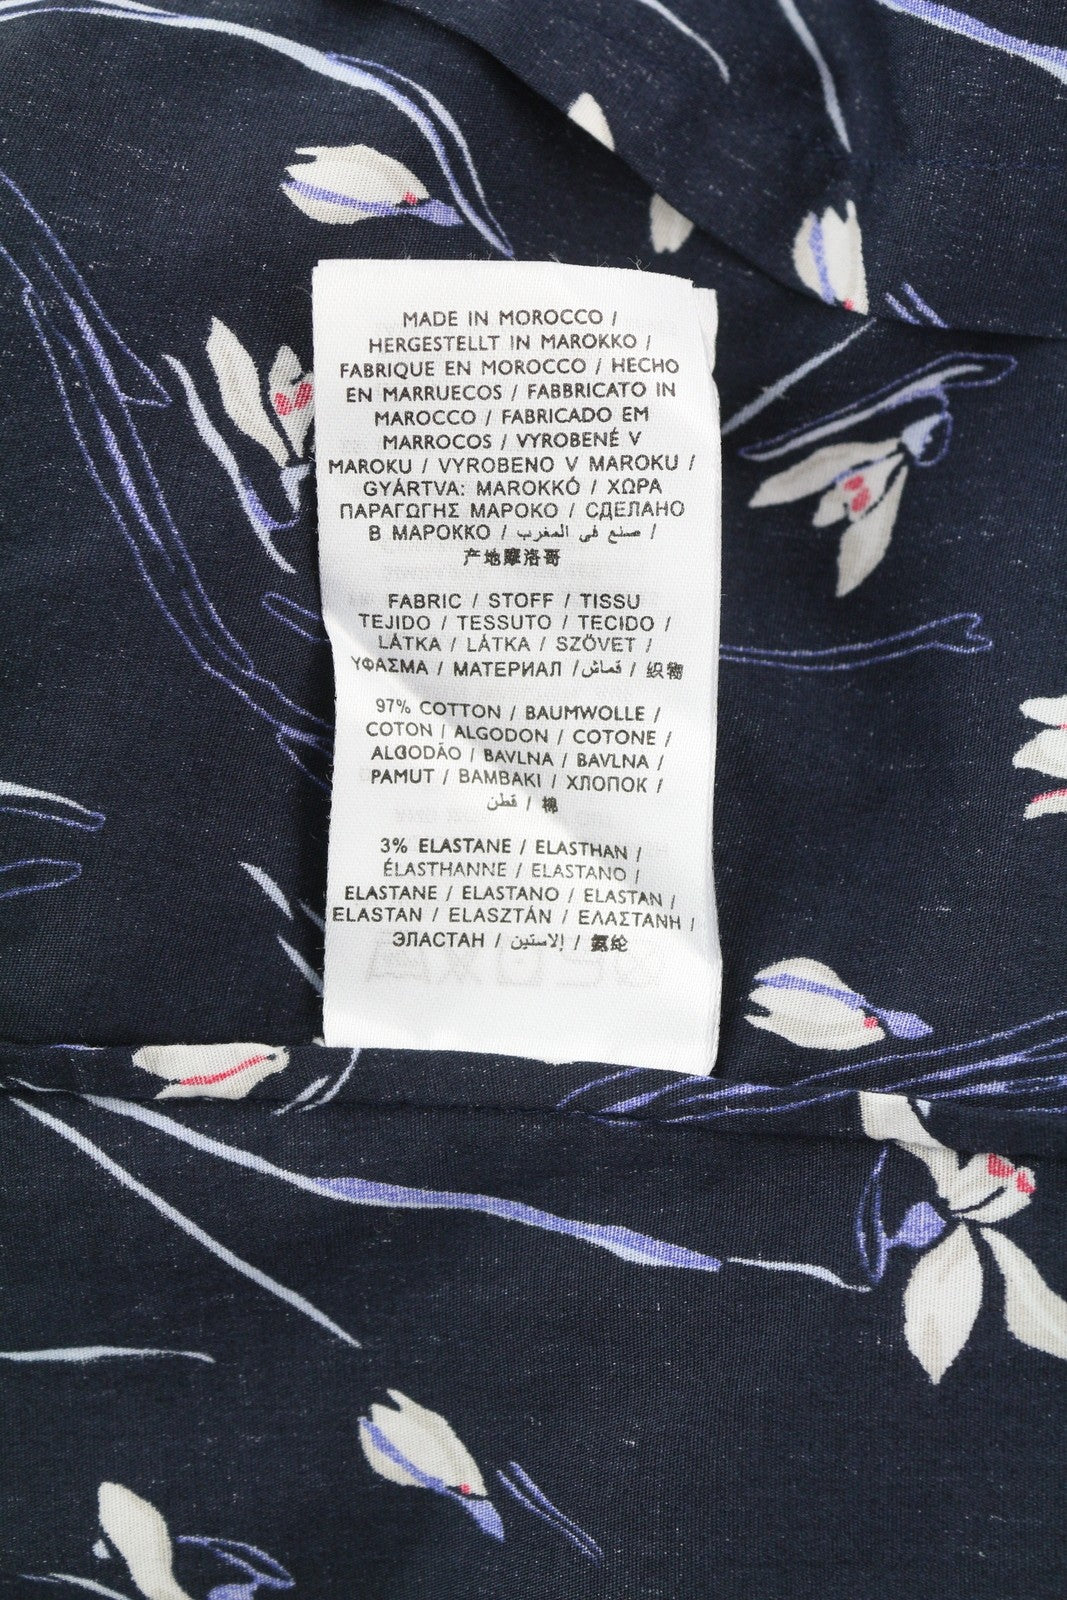 MADE IN MOROCCO /
HERGESTELLT IN MAROKKO /
FABRIQUE EN MOROCCO / HECHO
EN MARRUECOS / FABBRICATO IN
MAROCCO / FABRICADO EM
MARROCOS / VYROBENÉ V
MAROKU / VYROBENO V MAROKU /
GYÁRTVA: MAROKKÓ / ΧΩΡΑ
ΠΑΡΑΓΩΓΗΣ ΜΑΡΟΚΟ / СДЕЛАНО
В МАРОККО / صنع في المغرب /
产地摩洛哥
FABRIC / STOFF / TISSU
TEJIDO / TESSUTO / TECIDO /
LÁTKA / LÁTKA / SZÖVET /
ΥΦΑΣΜΑ / МАТЕРИАЛ / قماش / 织物
97% COTTON / BAUMWOLLE /
COTON / ALGODON / COTONE /
ALGODÃO / BAVLNA / BAVLNA /
PAMUT / ΒΑΜΒΑΚΙ / ХЛОПОК /
قطن / 棉
3% ELASTANE / ELASTHAN /
ÉLASTHANNE / ELASTANO /
ELASTANE / ELASTANO / ELASTAN /
ELASTAN / ELASZTÁN / ΕΛΑΣΤΑΝΗ /
ЭЛАСТАН / إلاستين / 氨纶